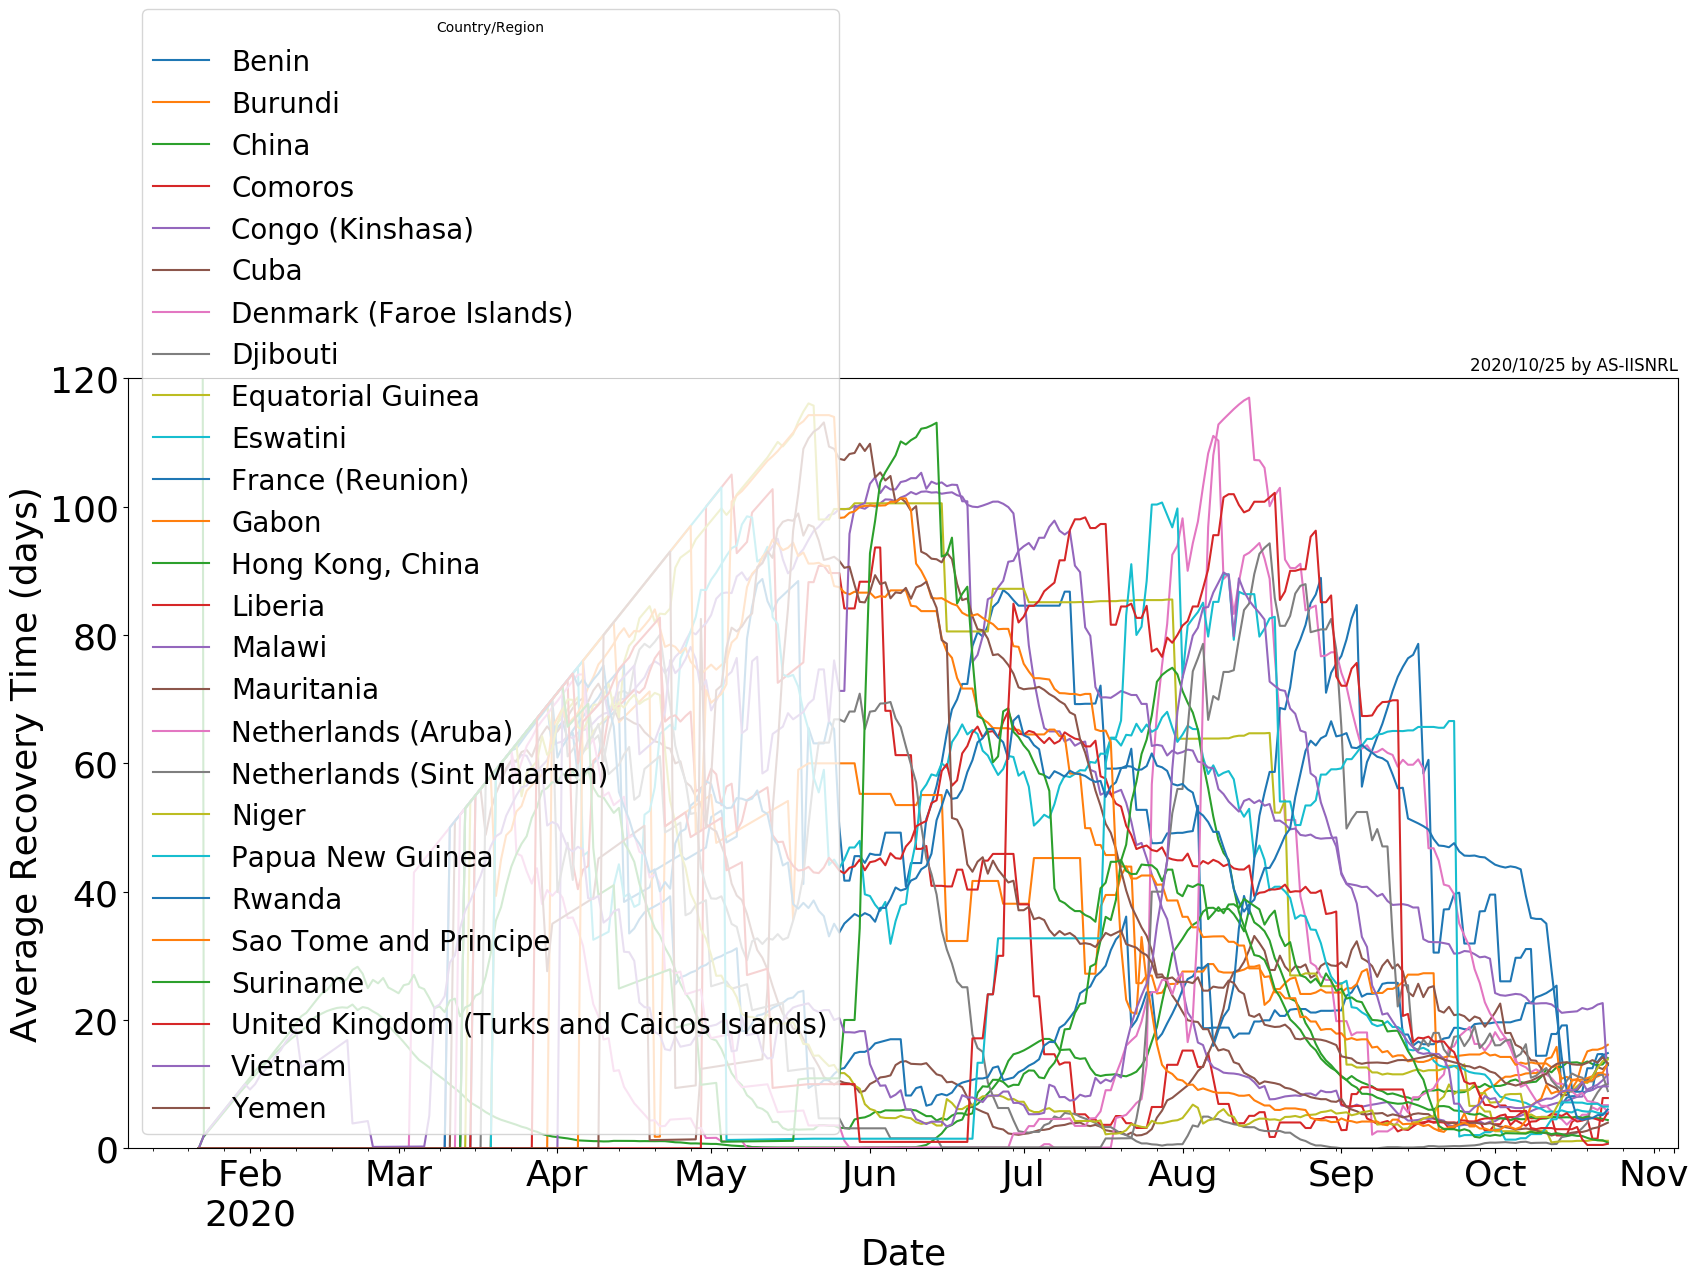 Country/Region
Benin
Burundi
China
Comoros
Congo (Kinshasa)
Cuba
Denmark (Faroe Islands)
Djibouti
Equatorial Guinea
Eswatini
France (Reunion)
Gabon
Hong Kong, China
Liberia
Malawi
Mauritania
Netherlands (Aruba)
Netherlands (Sint Maarten)
Niger
Papua New Guinea
Rwanda
Sao Tome and Principe
Suriname
United Kingdom (Turks and Caicos Islands)
Vietnam
Yemen
2020/10/25 by AS-IISNRL
Average Recovery Time (days)
120
100
80
60
40
20
0
Feb Mar Apr May Jun Jul Aug Sep Oct Nov
2020
Date